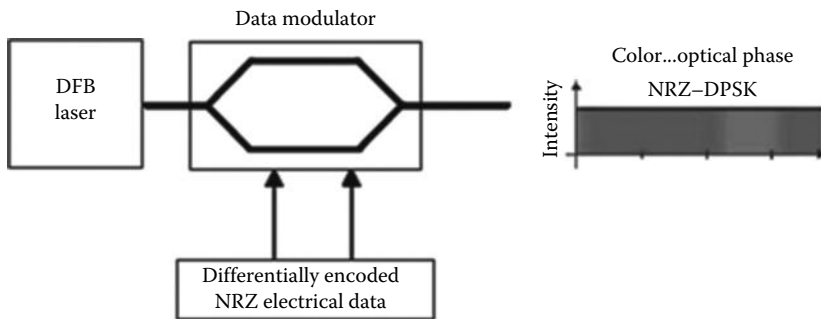 Data modulator
DFB
laser
Differentially encoded
NRZ electrical data
Color...optical phase
NRZ–DPSK
Intensity